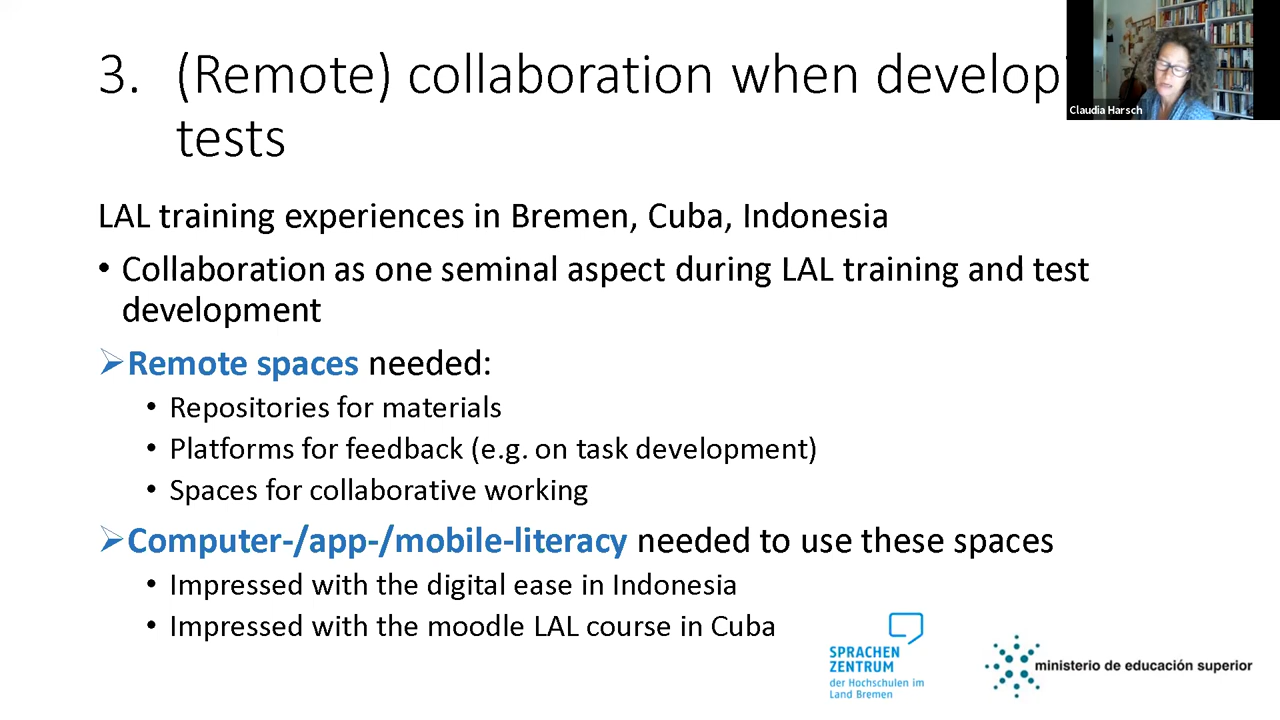 3. (Remote) collaboration when develop
tests
Claudia Harsch
LAL training experiences in Bremen, Cuba, Indonesia
• Collaboration as one seminal aspect during LAL training and test
development
➢Remote spaces needed:
• Repositories for materials
• Platforms for feedback (e.g. on task development)
• Spaces for collaborative working
➢Computer-/app-/mobile-literacy needed to use these spaces
• Impressed with the digital ease in Indonesia
• Impressed with the moodle LAL course in Cuba
SPRACHEN
ZENTRUM
der Hochschulen im
Land Bremen
ministerio de educación superior